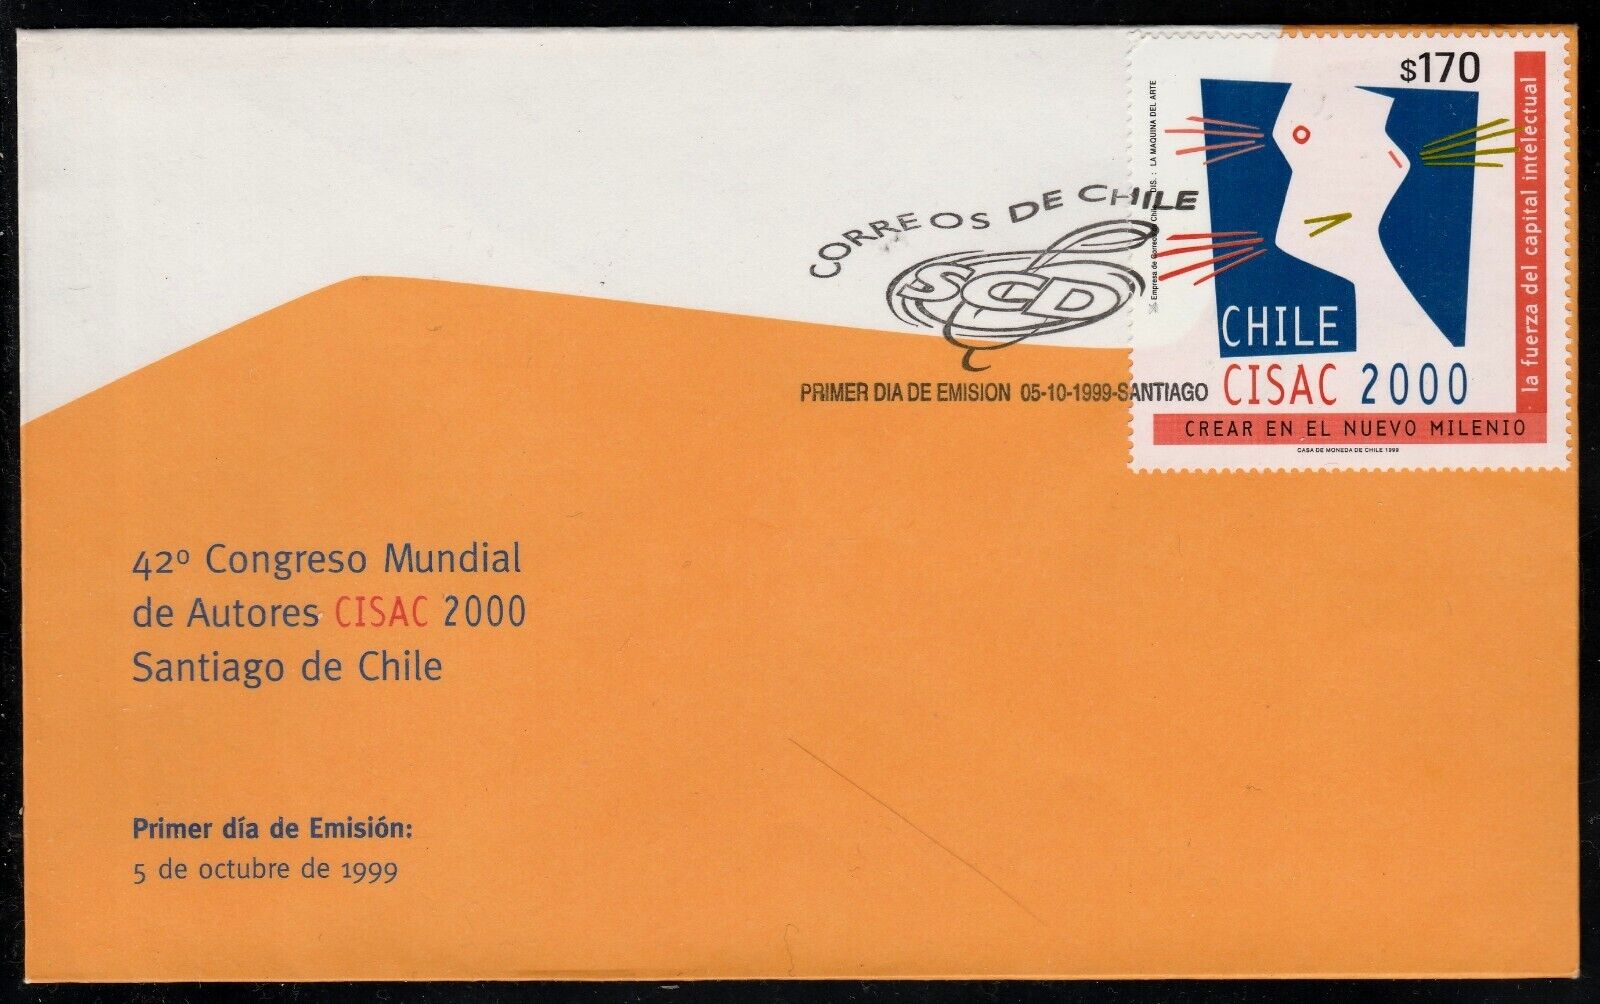 $170
Empresa de Correos de Chile DIS.: LA MAQUINA DEL ARTE
la fuerza del capital intelectual
CORREOS DE CHILE
SCD
CHILE
PRIMER DIA DE EMISION 05-10-1999-SANTIAGO
CISAC 2000
CREAR EN EL NUEVO MILENIO
CASA DE MONEDA DE CHILE 1999
42º Congreso Mundial
de Autores CISAC 2000
Santiago de Chile
Primer día de Emisión:
5 de octubre de 1999